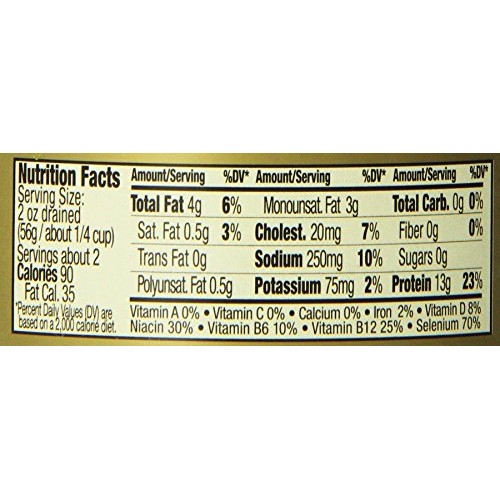 Nutrition Facts
Serving Size:
2 oz drained
(56g / about 1/4 cup)
Servings about 2
Calories 90
Fat Cal. 35
*Percent Daily Values (DV) are
based on a 2,000 calorie diet.
Amount/Serving %DV* Amount/Serving %DV* Amount/Serving %DV*
Total Fat 4g 6% Monounsat. Fat 3g Total Carb. 0g 0%
Sat. Fat 0.5g 3% Cholest. 20mg 7% Fiber 0g 0%
Trans Fat 0g Sodium 250mg 10% Sugars 0g
Polyunsat. Fat 0.5g Potassium 75mg 2% Protein 13g 23%
Vitamin A 0% • Vitamin C 0% • Calcium 0% • Iron 2% • Vitamin D 8%
Niacin 30% • Vitamin B6 10% • Vitamin B12 25% • Selenium 70%